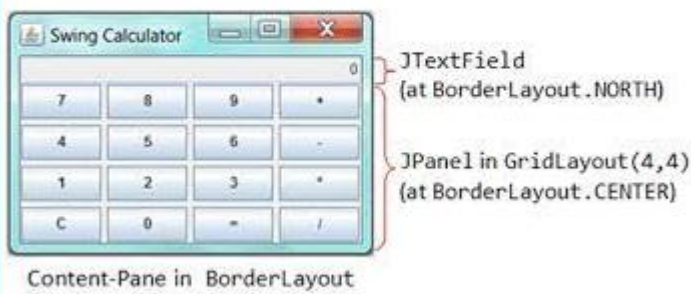 Swing Calculator
0
7 8 9 +
4 5 6 -
1 2 3 *
C 0 = /
JTextField
(at BorderLayout.NORTH)
JPanel in GridLayout(4,4)
(at BorderLayout.CENTER)
Content-Pane in BorderLayout